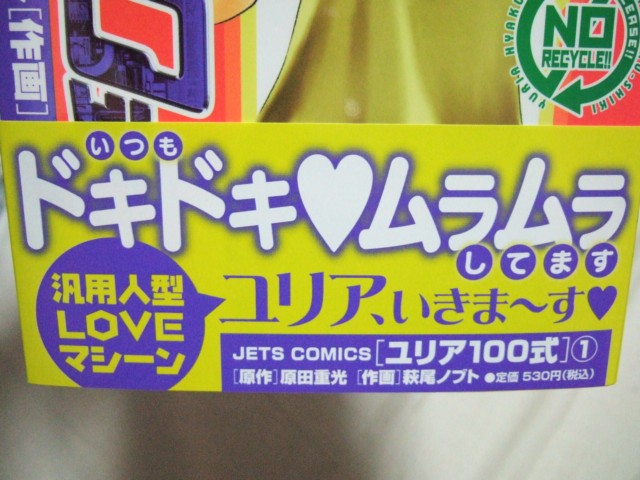 [作画]
NO
RECYCLE!!
いつも
ドキドキ♥ムラムラ
してます
汎用人型
LOVE
マシーン
ユリア、いきま〜す♥
JETS COMICS [ユリア100式] ①
[原作] 原田重光 [作画] 萩尾ノブト ●定価 530円(税込)